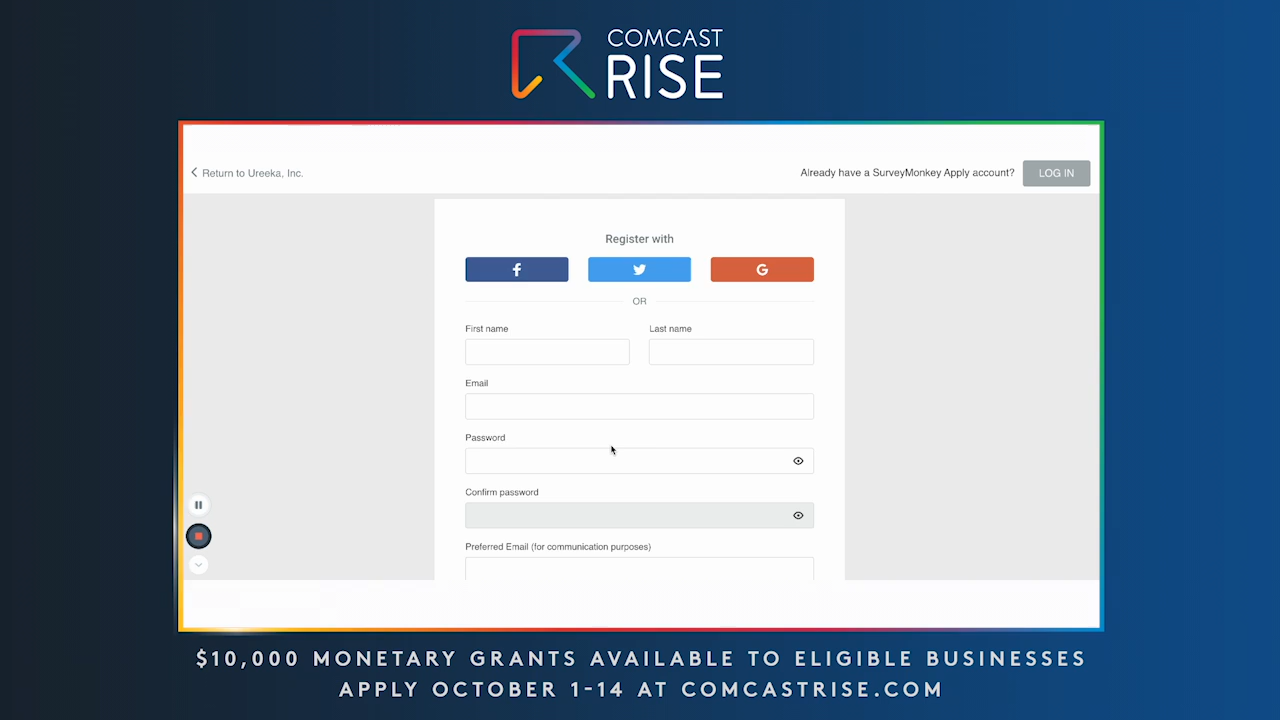 COMCAST
RISE
Return to Ureeka, Inc.
Already have a SurveyMonkey Apply account?
LOG IN
Register with
f
G
OR
First name
Last name
Email
Password
Confirm password
Preferred Email (for communication purposes)
$10,000 MONETARY GRANTS AVAILABLE TO ELIGIBLE BUSINESSES
APPLY OCTOBER 1-14 AT COMCASTRISE.COM